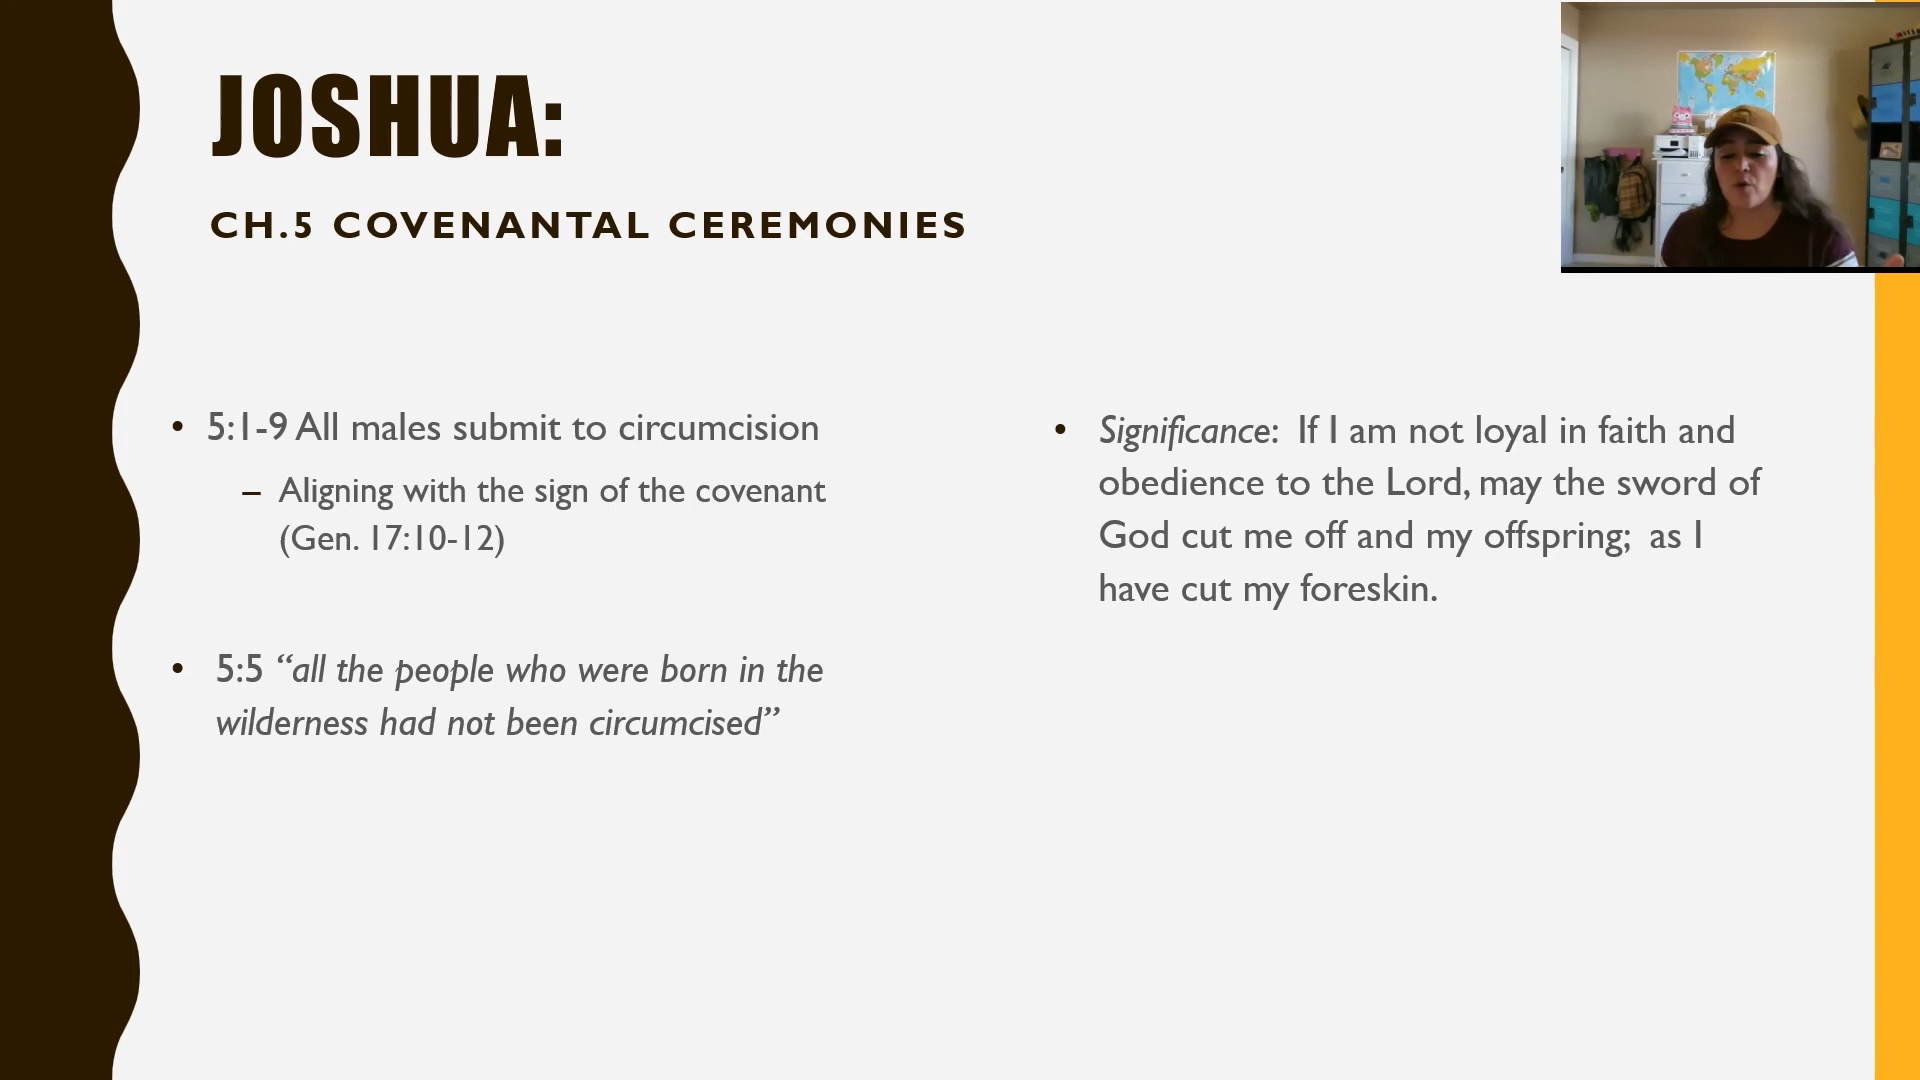 JOSHUA:
CH.5 COVENANTAL CEREMONIES
• 5:1-9 All males submit to circumcision
– Aligning with the sign of the covenant
(Gen. 17:10-12)
• 5:5 “all the people who were born in the
wilderness had not been circumcised”
• Significance: If I am not loyal in faith and
obedience to the Lord, may the sword of
God cut me off and my offspring; as I
have cut my foreskin.